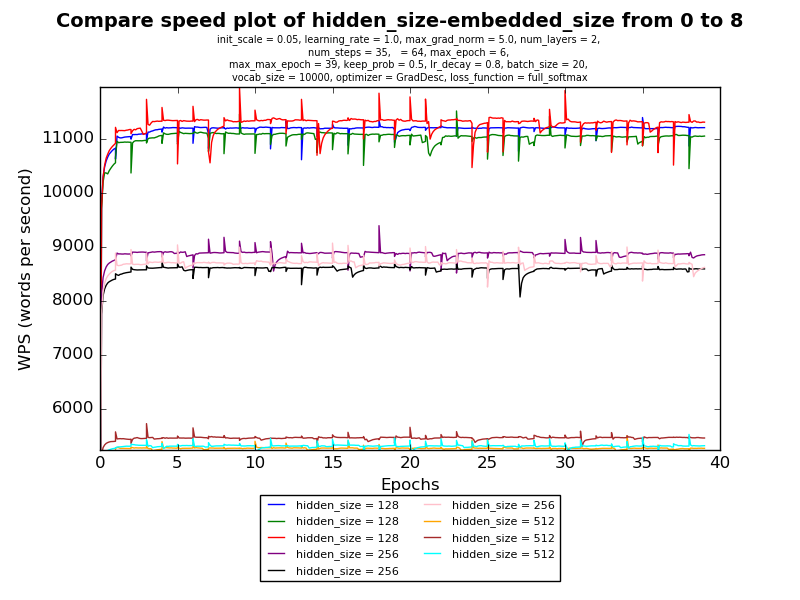 Compare speed plot of hidden_size-embedded_size from 0 to 8
init_scale = 0.05, learning_rate = 1.0, max_grad_norm = 5.0, num_layers = 2,
num_steps = 35,   = 64, max_epoch = 6,
max_max_epoch = 39, keep_prob = 0.5, lr_decay = 0.8, batch_size = 20,
vocab_size = 10000, optimizer = GradDesc, loss_function = full_softmax
WPS (words per second)
11000
10000
9000
8000
7000
6000
0 5 10 15 20 25 30 35 40
Epochs
hidden_size = 128
hidden_size = 128
hidden_size = 128
hidden_size = 256
hidden_size = 256
hidden_size = 256
hidden_size = 512
hidden_size = 512
hidden_size = 512